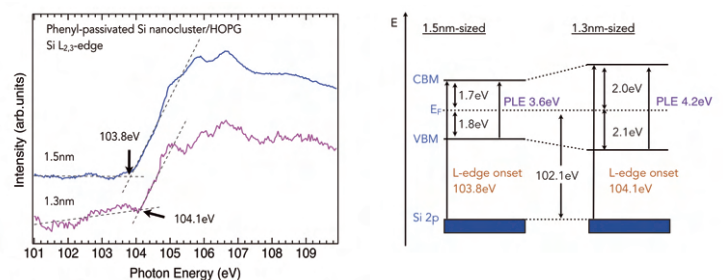 Phenyl-passivated Si nanocluster/HOPG
Si L2,3-edge
Intensity (arb.units)
103.8eV
1.5nm
1.3nm
104.1eV
101 102 103 104 105 106 107 108 109
Photon Energy (eV)
E
1.5nm-sized
1.3nm-sized
CBM
1.7eV
PLE 3.6eV
2.0eV
PLE 4.2eV
EF
1.8eV
2.1eV
VBM
L-edge onset
103.8eV
102.1eV
L-edge onset
104.1eV
Si 2p